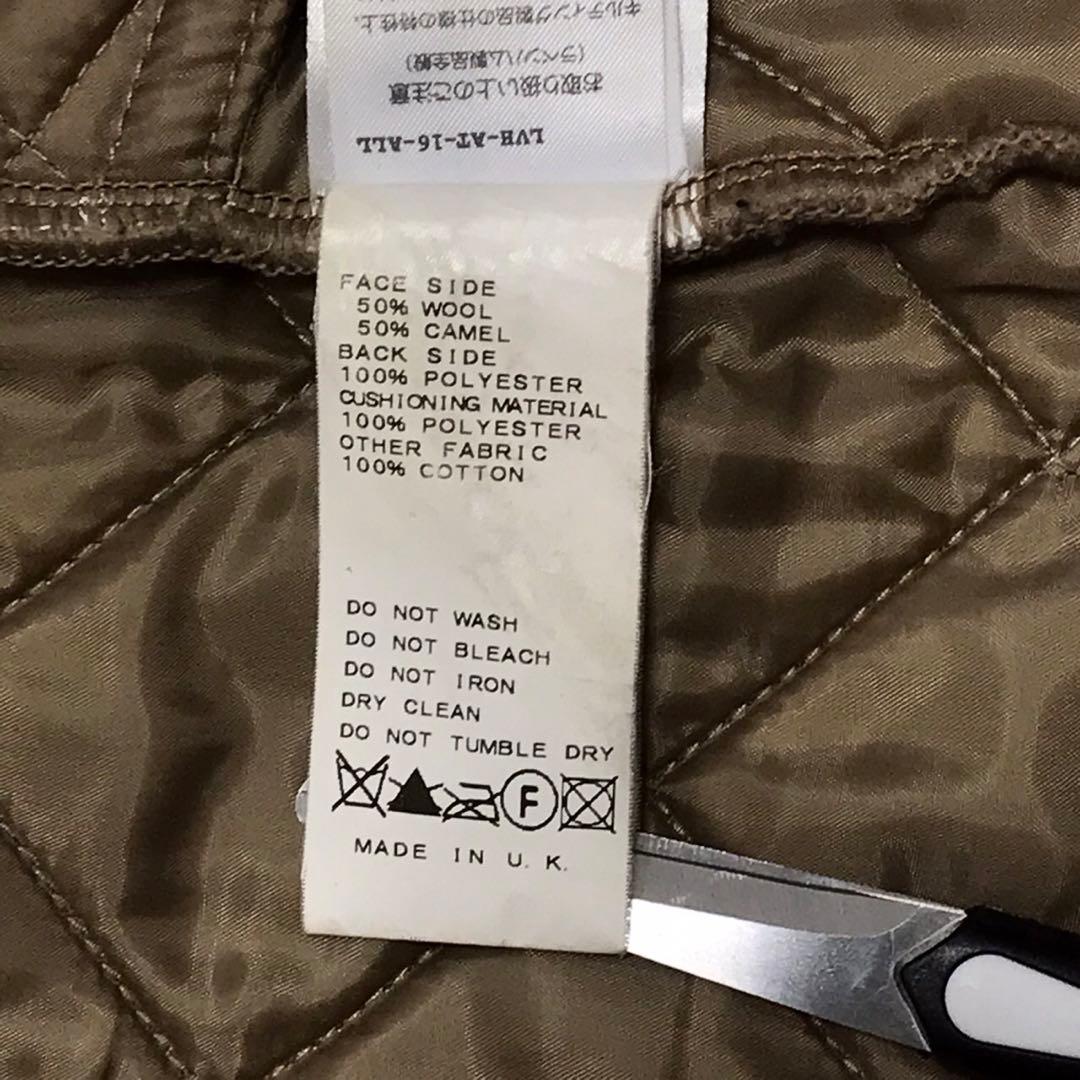 LVH-AT-16-ALL
お取り扱い上のご注意
(ラベンハム製品全般)
キルティング製品の仕様の特性上、
FACE SIDE
50% WOOL
50% CAMEL
BACK SIDE
100% POLYESTER
CUSHIONING MATERIAL
100% POLYESTER
OTHER FABRIC
100% COTTON
DO NOT WASH
DO NOT BLEACH
DO NOT IRON
DRY CLEAN
DO NOT TUMBLE DRY
F
MADE IN U. K.